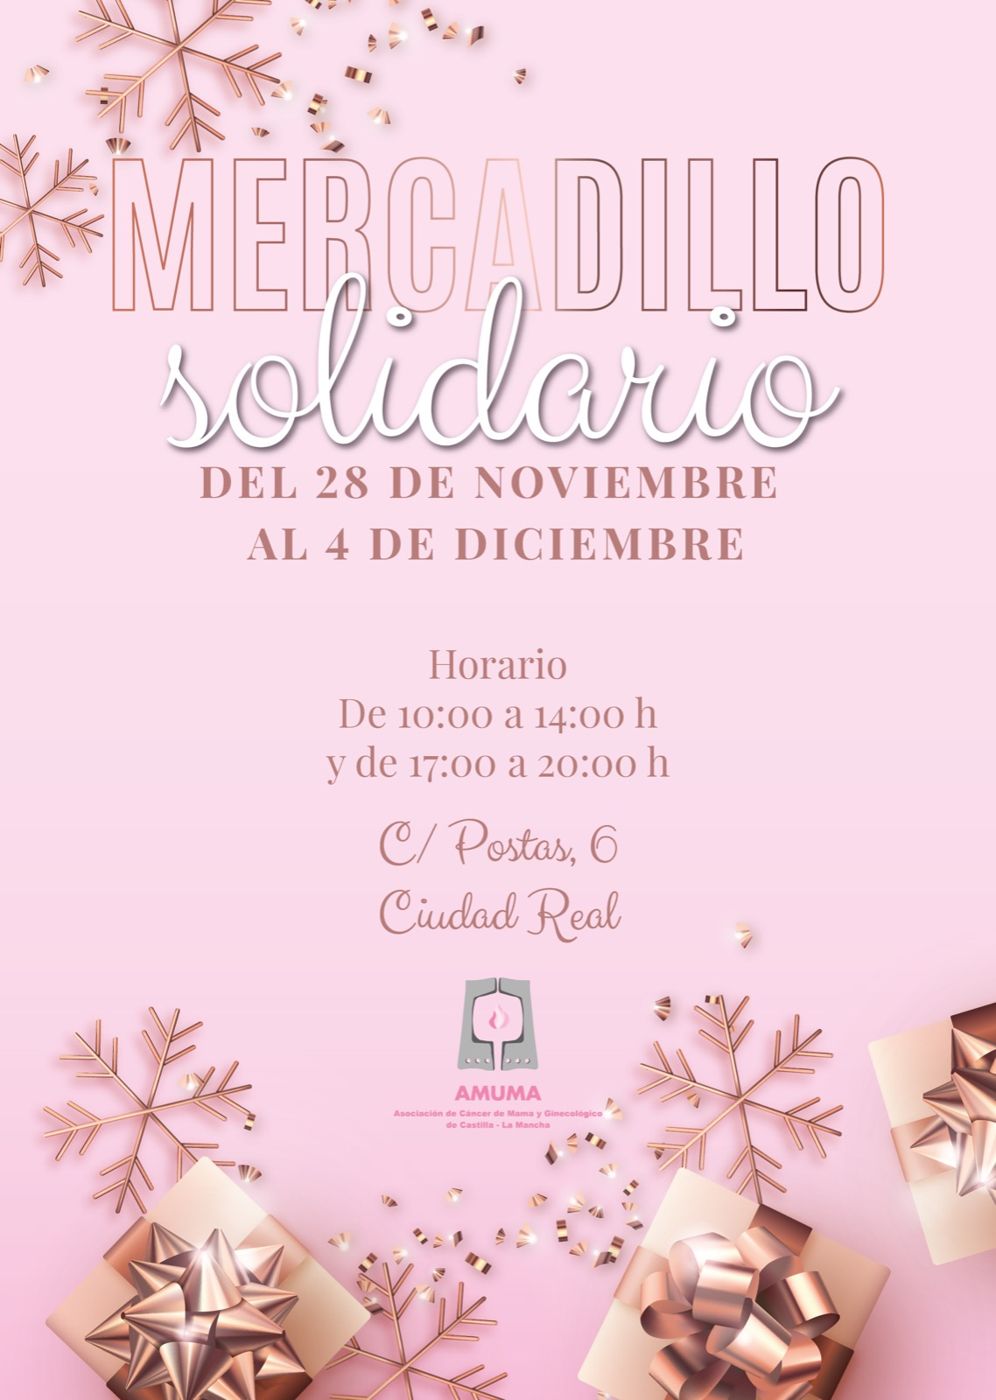 MERCADILLO
solidario
DEL 28 DE NOVIEMBRE
AL 4 DE DICIEMBRE
Horario
De 10:00 a 14:00 h
y de 17:00 a 20:00 h
C/ Postas, 6
Ciudad Real
AMUMA
Asociación de Cáncer de Mama y Ginecológico
de Castilla - La Mancha